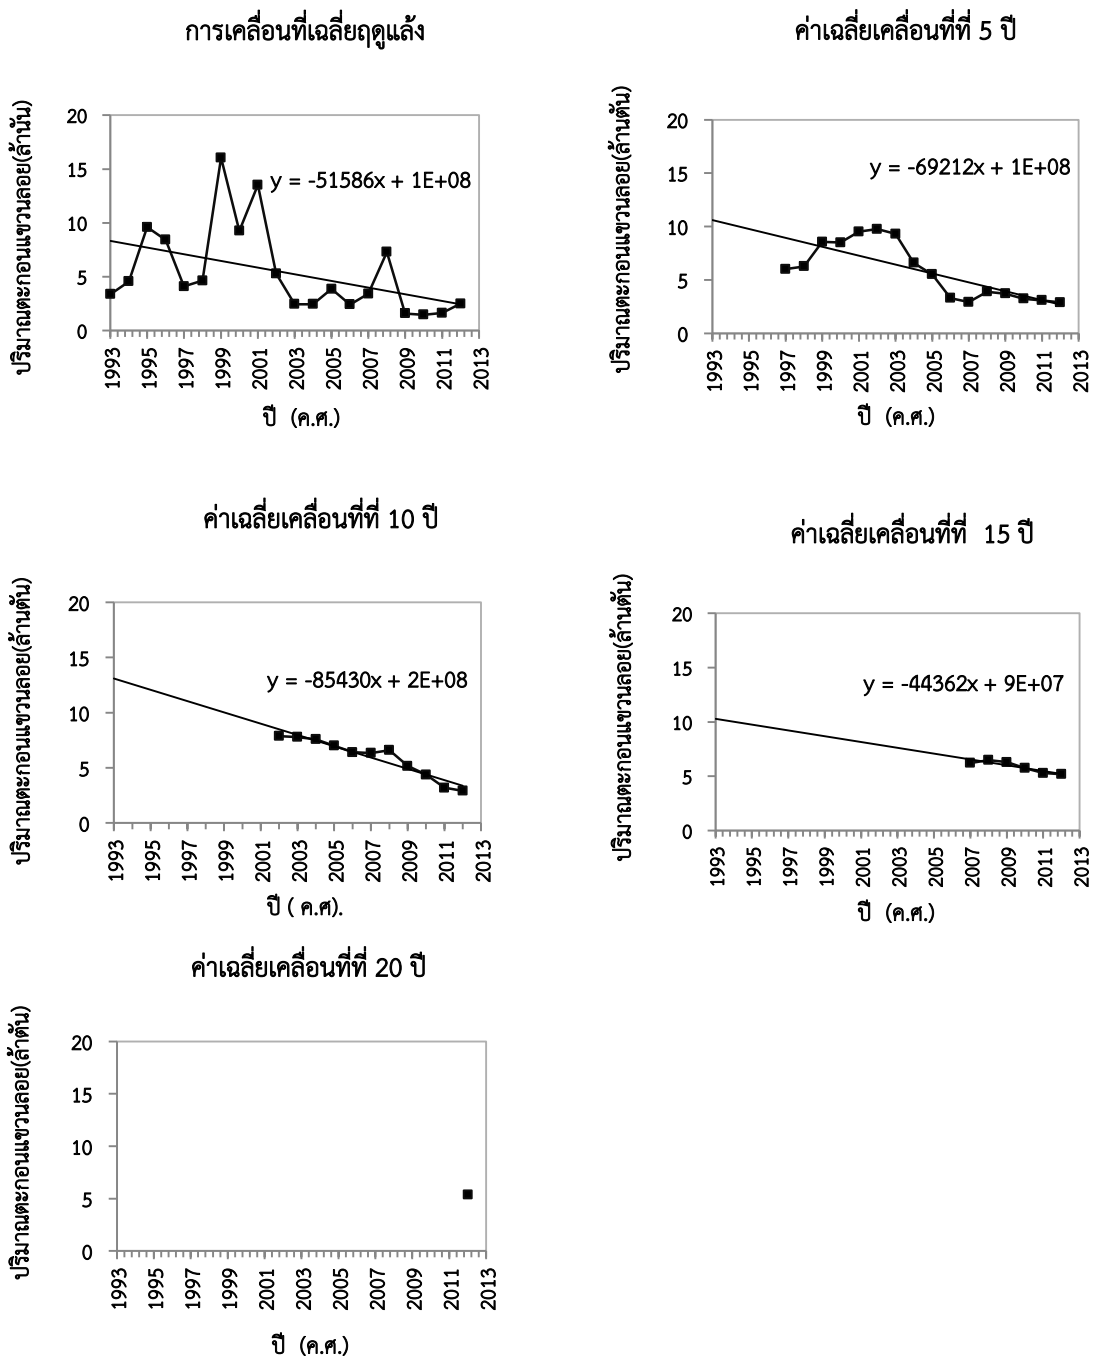 การเคลื่อนที่เฉลี่ยฤดูแล้ง
ปริมาณตะกอนแขวนลอย(ล้านัน)
20
15
10
5
0
y = -51586x + 1E+08
1993 1995 1997 1999 2001 2003 2005 2007 2009 2011 2013
ปี (ค.ศ.)
ค่าเฉลี่ยเคลื่อนที่ที่ 5 ปี
ปริมาณตะกอนแขวนลอย(ล้านตัน)
20
15
10
5
0
y = -69212x + 1E+08
1993 1995 1997 1999 2001 2003 2005 2007 2009 2011 2013
ปี (ค.ศ.)
ค่าเฉลี่ยเคลื่อนที่ที่ 10 ปี
ปริมาณตะกอนแขวนลอย(ล้านตัน)
20
15
10
5
0
y = -85430x + 2E+08
1993 1995 1997 1999 2001 2003 2005 2007 2009 2011 2013
ปี ( ค.ศ).
ค่าเฉลี่ยเคลื่อนที่ที่ 15 ปี
ปริมาณตะกอนแขวนลอย(ล้านตัน)
20
15
10
5
0
y = -44362x + 9E+07
1993 1995 1997 1999 2001 2003 2005 2007 2009 2011 2013
ปี (ค.ศ.)
ค่าเฉลี่ยเคลื่อนที่ที่ 20 ปี
ปริมาณตะกอนแขวนลอย(ล้าตัน)
20
15
10
5
0
1993 1995 1997 1999 2001 2003 2005 2007 2009 2011 2013
ปี (ค.ศ.)